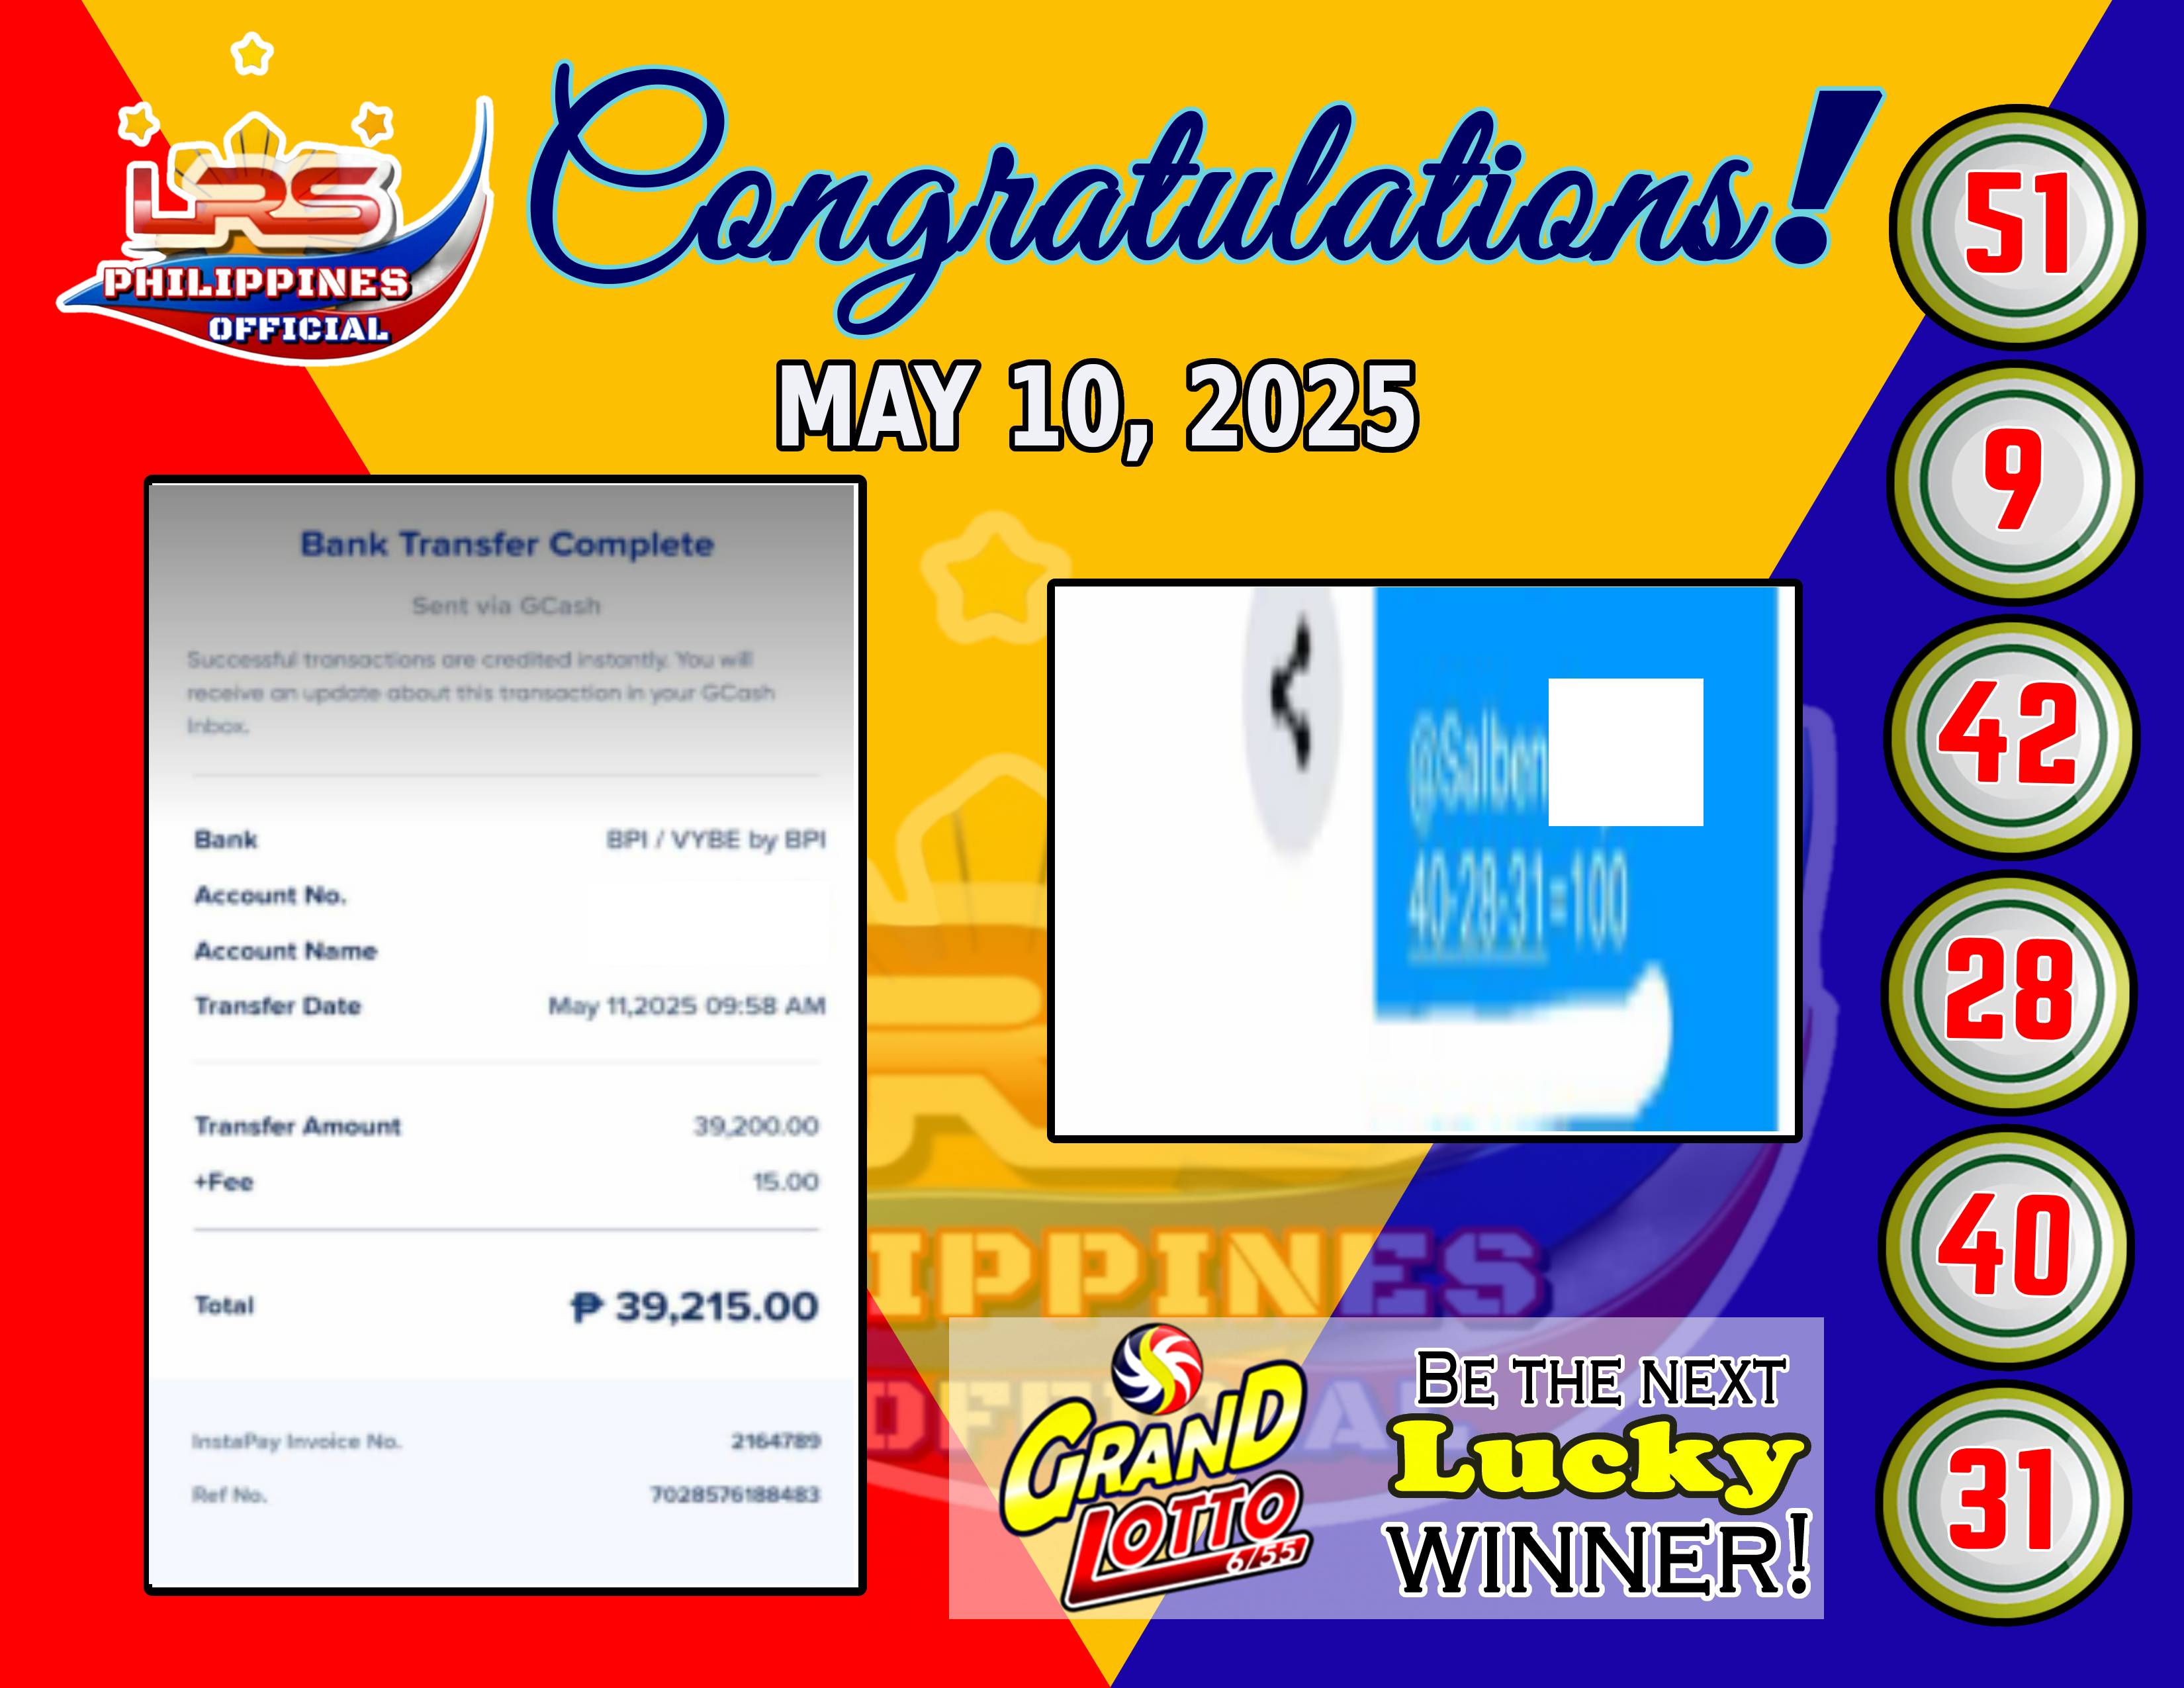 LRS
PHILIPPINES
OFFICIAL
Congratulations!
MAY 10, 2025
Bank Transfer Complete
Sent via GCash
Successful transactions are credited instantly. You will
receive an update about this transaction in your GCash
Inbox.
Bank BPI / VYBE by BPI
Account No.
Account Name
Transfer Date May 11,2025 09:58 AM
Transfer Amount 39,200.00
+Fee 15.00
Total ₱ 39,215.00
InstaPay Invoice No. 2164789
Ref No. 7028576188483
@Salben
40-28-31=100
51
9
42
28
40
31
IPPINES
GRAND
LOTTO
6/55
BE THE NEXT
Lucky
WINNER!